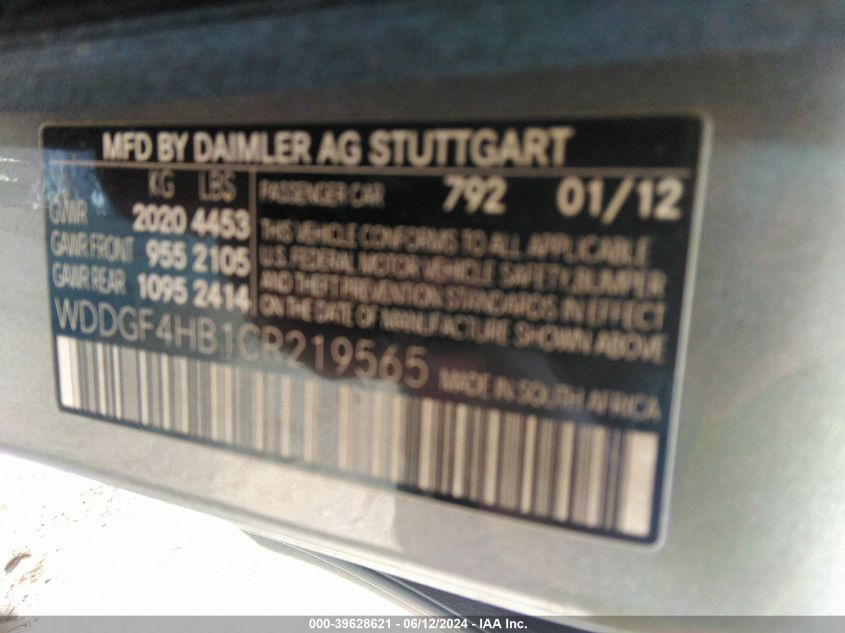 MFD BY DAIMLER AG STUTTGART
KG LBS
GVWR 2020 4453
GAWR FRONT 955 2105
GAWR REAR 1095 2414
PASSENGER CAR 792 01/12
THIS VEHICLE CONFORMS TO ALL APPLICABLE
U.S. FEDERAL MOTOR VEHICLE SAFETY,BUMPER
AND THEFT PREVENTION STANDARDS IN EFFECT
ON THE DATE OF MANUFACTURE SHOWN ABOVE
WDDGF4HB1CR219565 MADE IN SOUTH AFRICA
000-39628621 / 06/12/2024 - IAA Inc.